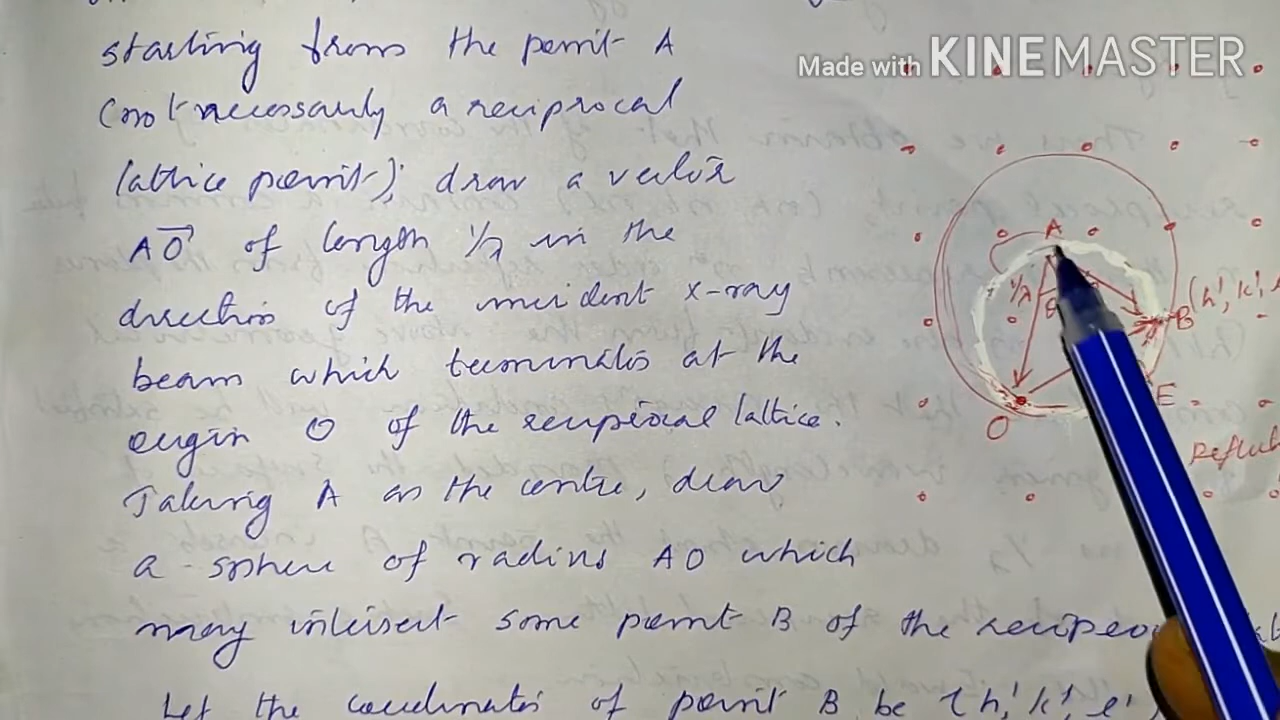 starting from the point A
(not necessarily a reciprocal
lattice point); draw a vector
AO of length 1/λ in the
direction of the incident x-ray
beam which terminates at the
origin O of the reciprocal lattice.
Taking A as the centre, draw
a sphere of radius AO which
may intersect some point B of the
Let the coordinates of point B be (h', k', l'
Made with KINEMASTER
A
1/λ
B (h', k',
E
O